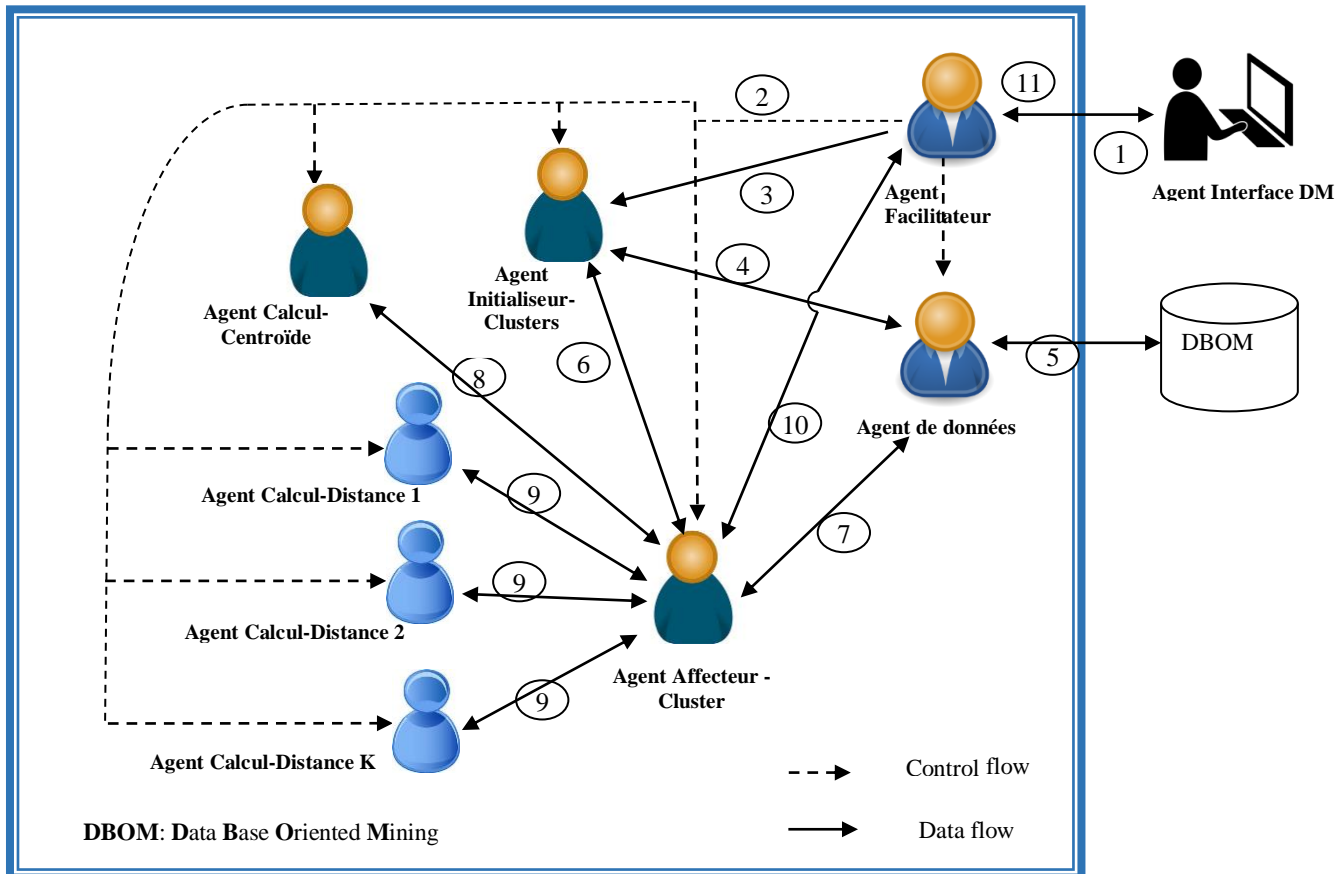 2
11
1
Agent Interface DM
3
Agent
Facilitateur
4
Agent
Initialiseur-
Clusters
Agent Calcul-
Centroïde
5
DBOM
6
8
10
Agent de données
Agent Calcul-Distance 1
9
7
9
Agent Calcul-Distance 2
Agent Affecteur -
Cluster
9
Agent Calcul-Distance K
Control flow
Data flow
DBOM: Data Base Oriented Mining